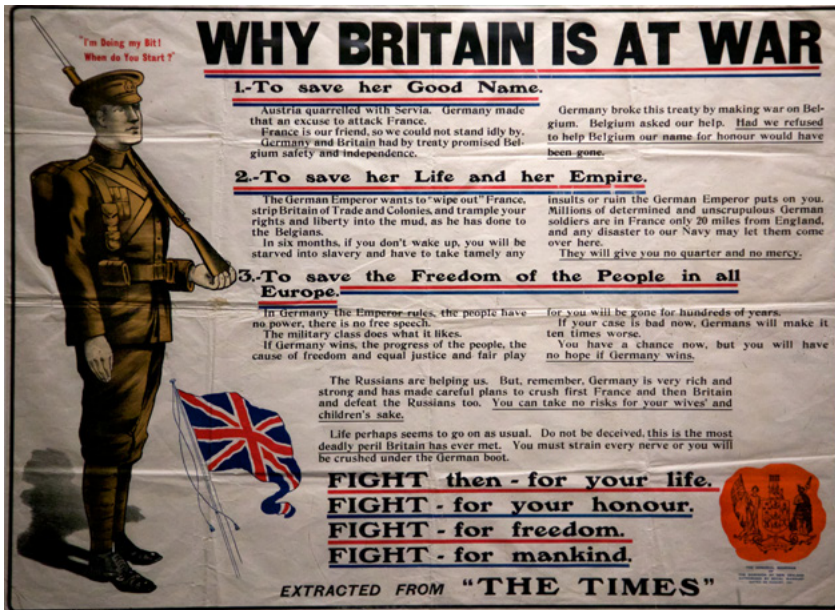 "I'm Doing my Bit!
When do You Start?"
WHY BRITAIN IS AT WAR
1.-To save her Good Name.
Austria quarrelled with Servia. Germany made
that an excuse to attack France.
France is our friend, so we could not stand idly by.
Germany and Britain had by treaty promised Bel-
gium safety and independence.
Germany broke this treaty by making war on Bel-
gium. Belgium asked our help. Had we refused
to help Belgium our name for honour would have
been gone.
2.-To save her Life and her Empire.
The German Emperor wants to "wipe out" France,
strip Britain of Trade and Colonies, and trample your
rights and liberty into the mud, as he has done to
the Belgians.
In six months, if you don't wake up, you will be
starved into slavery and have to take tamely any
insults or ruin the German Emperor puts on you.
Millions of determined and unscrupulous German
soldiers are in France only 20 miles from England,
and any disaster to our Navy may let them come
over here.
They will give you no quarter and no mercy.
3.-To save the Freedom of the People in all
Europe.
In Germany the Emperor rules, the people have
no power, there is no free speech.
The military class does what it likes.
If Germany wins, the progress of the people, the
cause of freedom and equal justice and fair play
for you will be gone for hundreds of years.
If your case is bad now, Germans will make it
ten times worse.
You have a chance now, but you will have
no hope if Germany wins.
The Russians are helping us. But, remember, Germany is very rich and
strong and has made careful plans to crush first France and then Britain
and defeat the Russians too. You can take no risks for your wives' and
children's sake.
Life perhaps seems to go on as usual. Do not be deceived, this is the most
deadly peril Britain has ever met. You must strain every nerve or you will
be crushed under the German boot.
FIGHT then - for your life.
FIGHT - for your honour.
FIGHT - for freedom.
FIGHT - for mankind.
EXTRACTED FROM "THE TIMES"